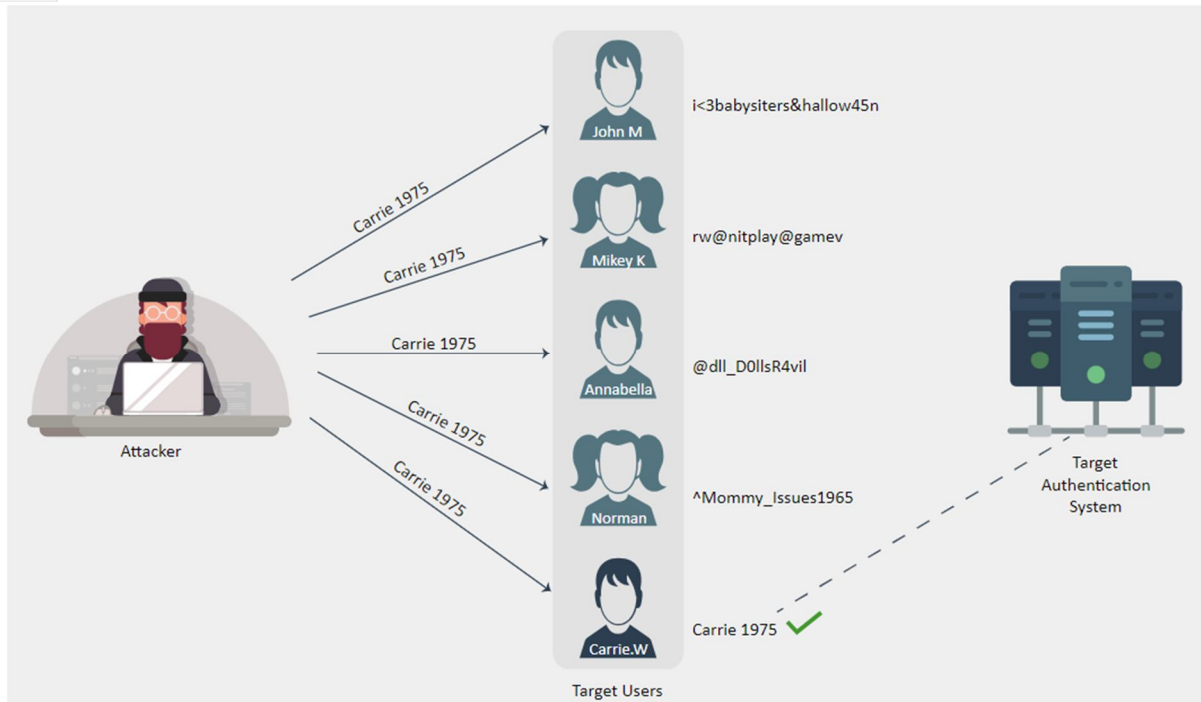 i<3babysiters&hallow45n
John M
Carrie 1975
rw@nitplay@gamev
Carrie 1975
Mikey K
Carrie 1975
@dll_D0llsR4vil
Annabella
Carrie 1975
Attacker
Target
Authentication
System
^Mommy_Issues1965
Carrie 1975
Norman
Carrie 1975
Carrie.W
Target Users